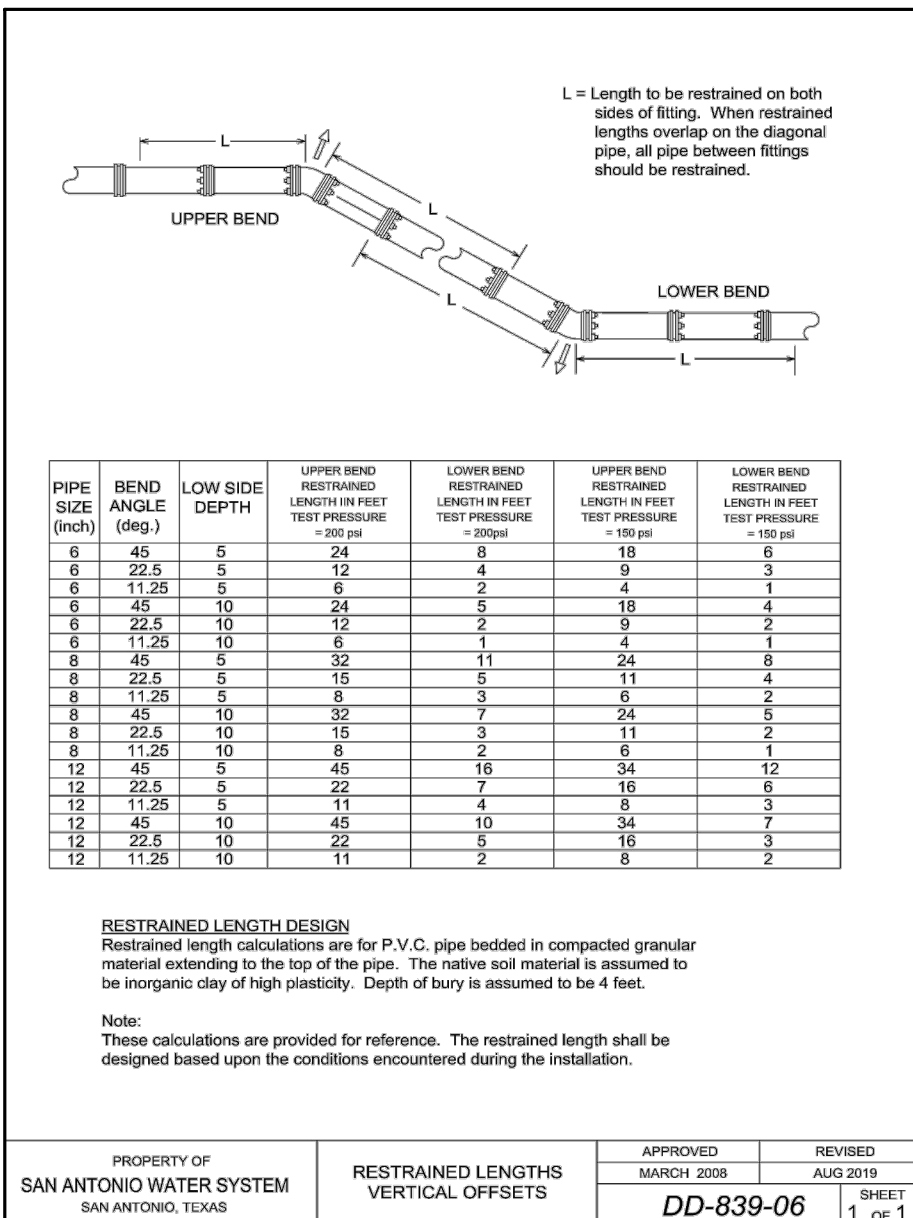 L = Length to be restrained on both
sides of fitting. When restrained
lengths overlap on the diagonal
pipe, all pipe between fittings
should be restrained.
L
UPPER BEND
L
L
LOWER BEND
L
PIPE SIZE (inch) | BEND ANGLE (deg.) | LOW SIDE DEPTH | UPPER BEND RESTRAINED LENGTH IIN FEET TEST PRESSURE = 200 psi | LOWER BEND RESTRAINED LENGTH IN FEET TEST PRESSURE = 200psi | UPPER BEND RESTRAINED LENGTH IN FEET TEST PRESSURE = 150 psi | LOWER BEND RESTRAINED LENGTH IN FEET TEST PRESSURE = 150 psi
6 45 5 24 8 18 6
6 22.5 5 12 4 9 3
6 11.25 5 6 2 4 1
6 45 10 24 5 18 4
6 22.5 10 12 2 9 2
6 11.25 10 6 1 4 1
8 45 5 32 11 24 8
8 22.5 5 15 5 11 4
8 11.25 5 8 3 6 2
8 45 10 32 7 24 5
8 22.5 10 15 3 11 2
8 11.25 10 8 2 6 1
12 45 5 45 16 34 12
12 22.5 5 22 7 16 6
12 11.25 5 11 4 8 3
12 45 10 45 10 34 7
12 22.5 10 22 5 16 3
12 11.25 10 11 2 8 2
RESTRAINED LENGTH DESIGN
Restrained length calculations are for P.V.C. pipe bedded in compacted granular
material extending to the top of the pipe. The native soil material is assumed to
be inorganic clay of high plasticity. Depth of bury is assumed to be 4 feet.
Note:
These calculations are provided for reference. The restrained length shall be
designed based upon the conditions encountered during the installation.
PROPERTY OF
SAN ANTONIO WATER SYSTEM
SAN ANTONIO, TEXAS
RESTRAINED LENGTHS
VERTICAL OFFSETS
APPROVED
MARCH 2008
REVISED
AUG 2019
DD-839-06
SHEET
1 OF 1